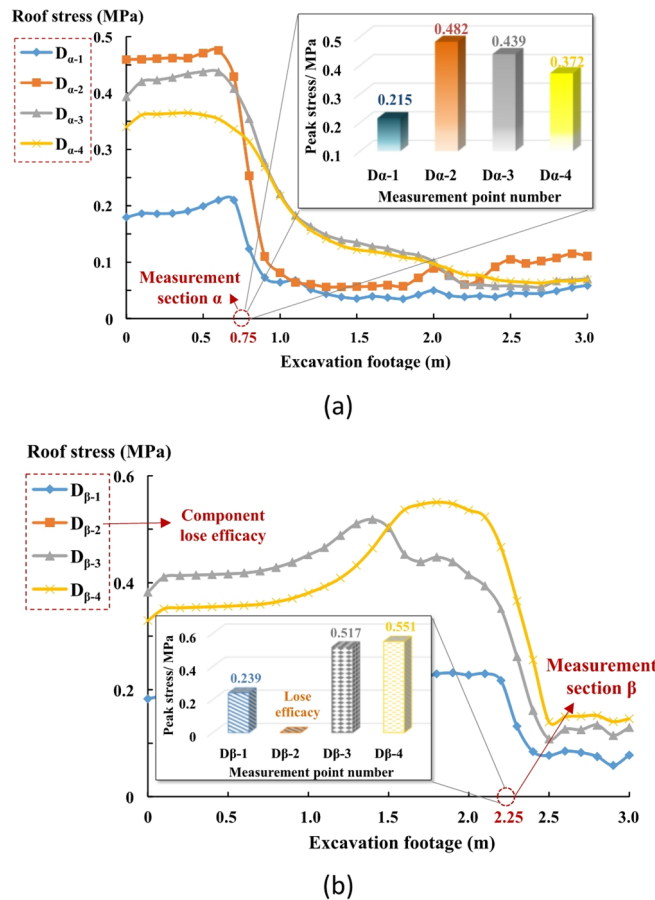 Roof stress (MPa)
0.5
0.4
0.3
0.2
0.1
0
Dα-1
Dα-2
Dα-3
Dα-4
Peak stress/ MPa
0.5
0.4
0.3
0.2
0.1
0.215
0.482
0.439
0.372
Dα-1 Dα-2 Dα-3 Dα-4
Measurement point number
Measurement
section α
0 0.5 0.75 1.0 1.5 2.0 2.5 3.0
Excavation footage (m)
(a)
Roof stress (MPa)
0.6
0.4
0.2
0
Dβ-1
Dβ-2
Dβ-3
Dβ-4
Component
lose efficacy
Peak stress/ MPa
0.6
0.4
0.2
0
0.239
Lose
efficacy
0.517
0.551
Dβ-1 Dβ-2 Dβ-3 Dβ-4
Measurement point number
Measurement
section β
0 0.5 1.0 1.5 2.0 2.25 2.5 3.0
Excavation footage (m)
(b)